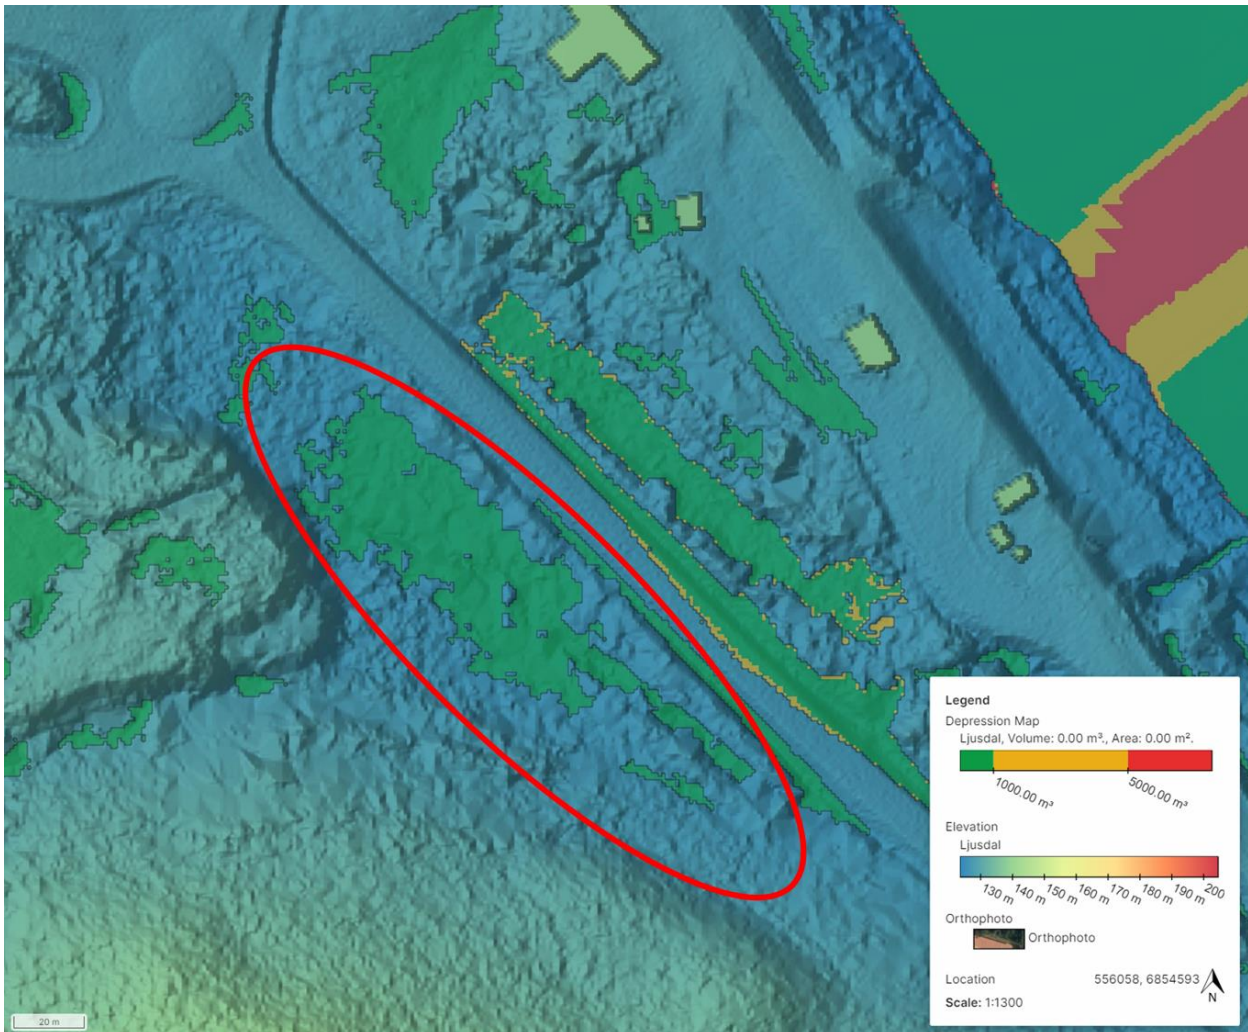 Legend
Depression Map
Ljusdal, Volume: 0.00 m³., Area: 0.00 m².
1000.00 m³
5000.00 m³
Elevation
Ljusdal
130 m 140 m 150 m 160 m 170 m 180 m 190 m 200
Orthophoto
Orthophoto
Location 556058, 6854593
N
Scale: 1:1300
20 m